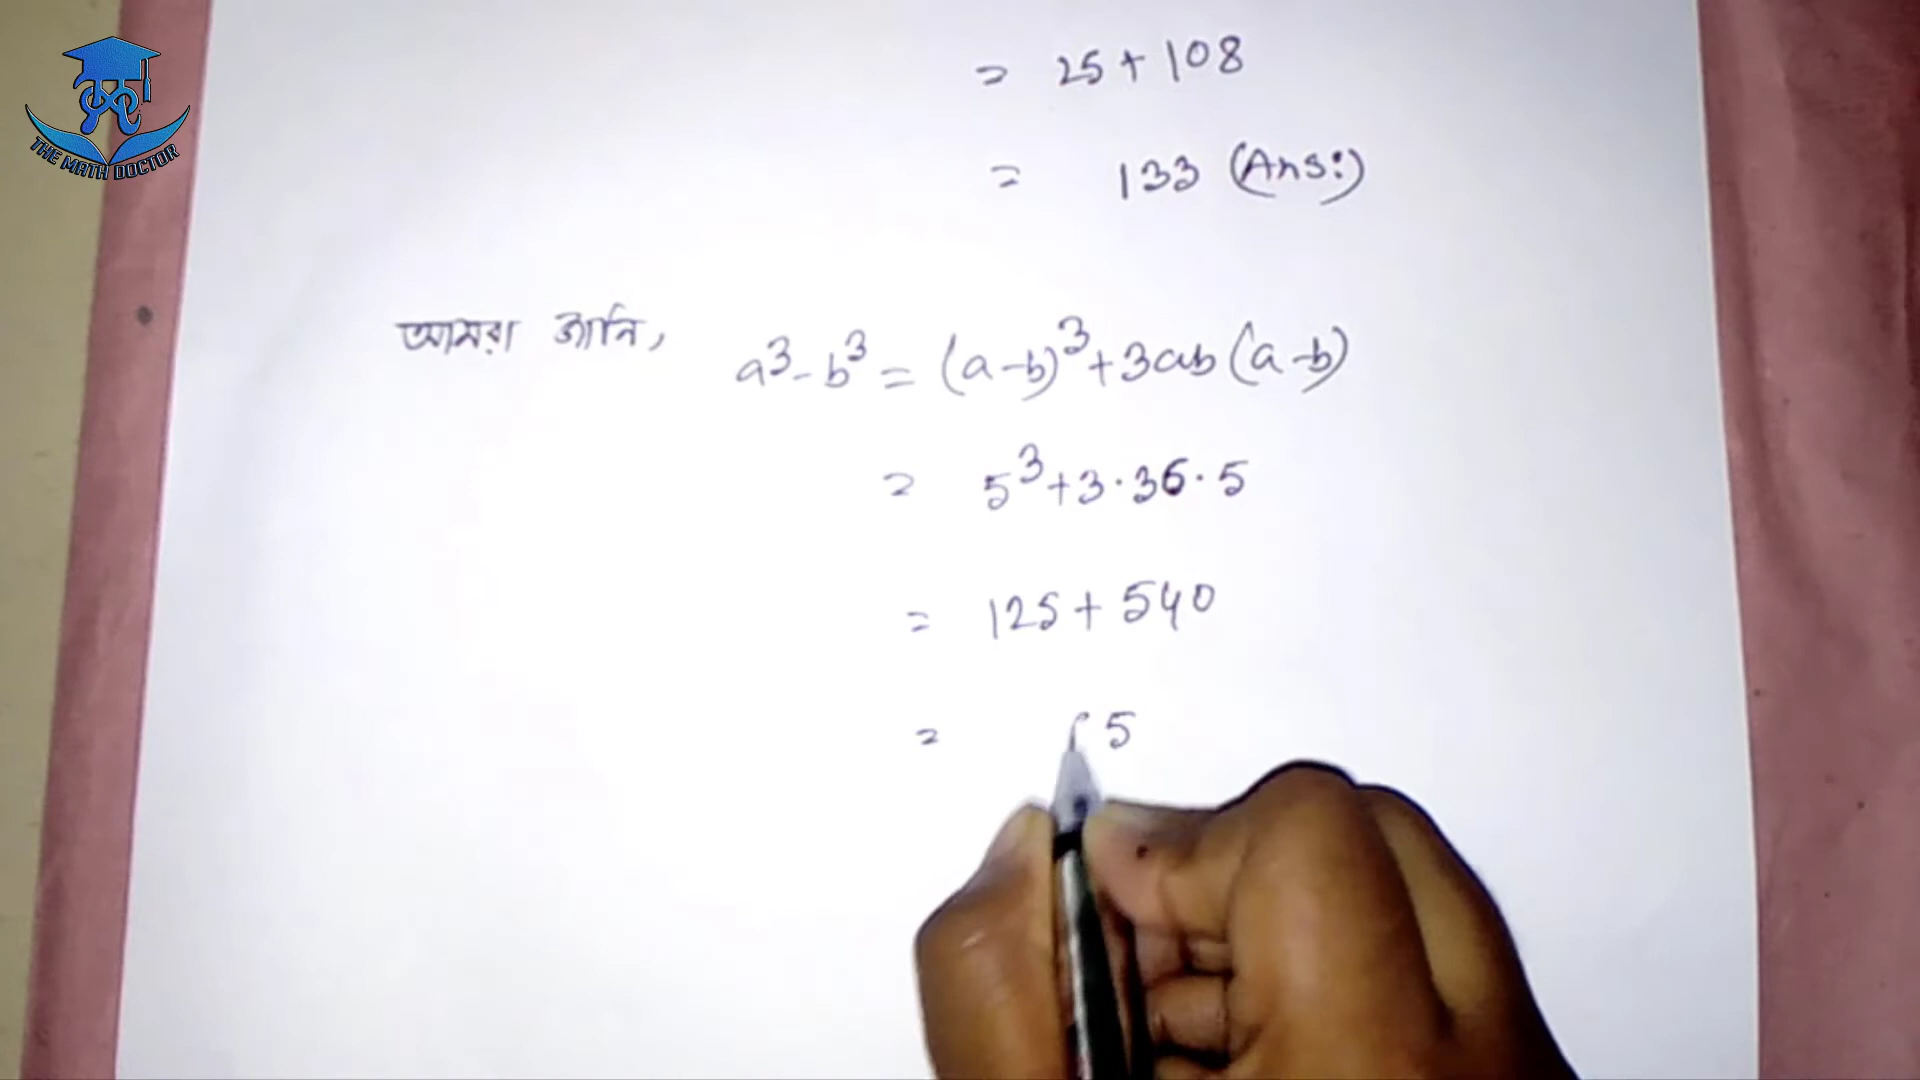 THE MATH DOCTOR
= 25 + 108
= 133 (Ans:)
আমরা জানি, a³ - b³ = (a-b)³ + 3ab (a-b)
= 5³ + 3 · 36 · 5
= 125 + 540
= 5